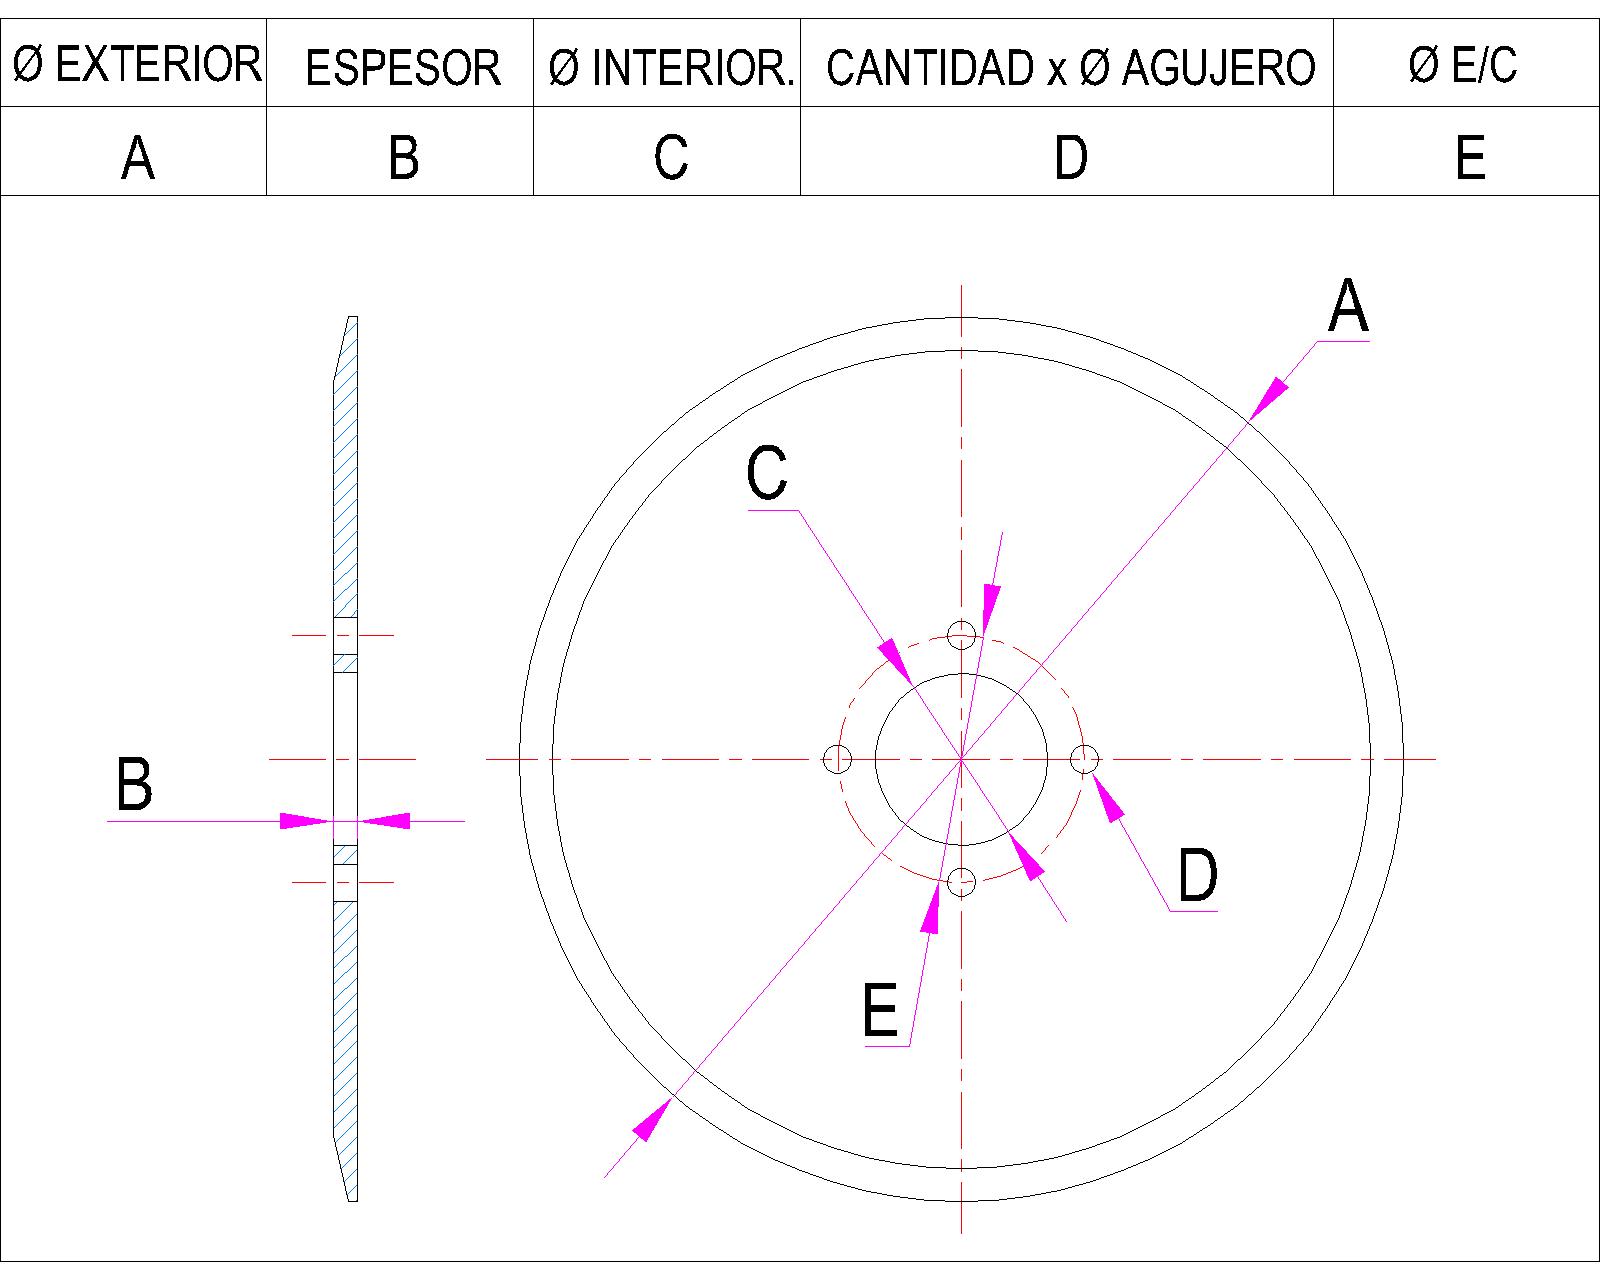 Ø EXTERIOR ESPESOR Ø INTERIOR. CANTIDAD x Ø AGUJERO Ø E/C
A B C D E
A
C
B
D
E